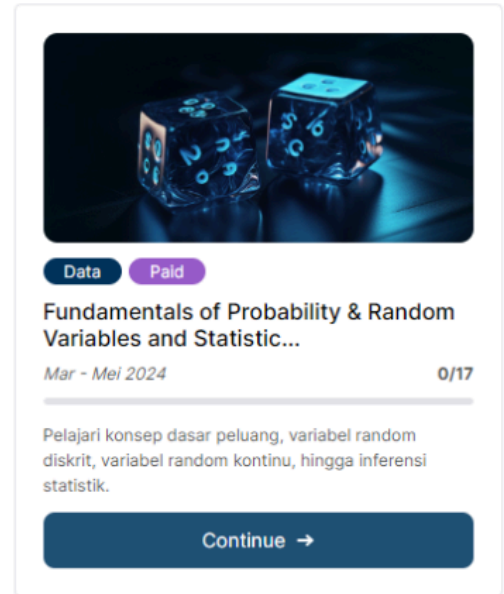 Data Paid
Fundamentals of Probability & Random
Variables and Statistic...
Mar - Mei 2024 0/17
Pelajari konsep dasar peluang, variabel random
diskrit, variabel random kontinu, hingga inferensi
statistik.
Continue →